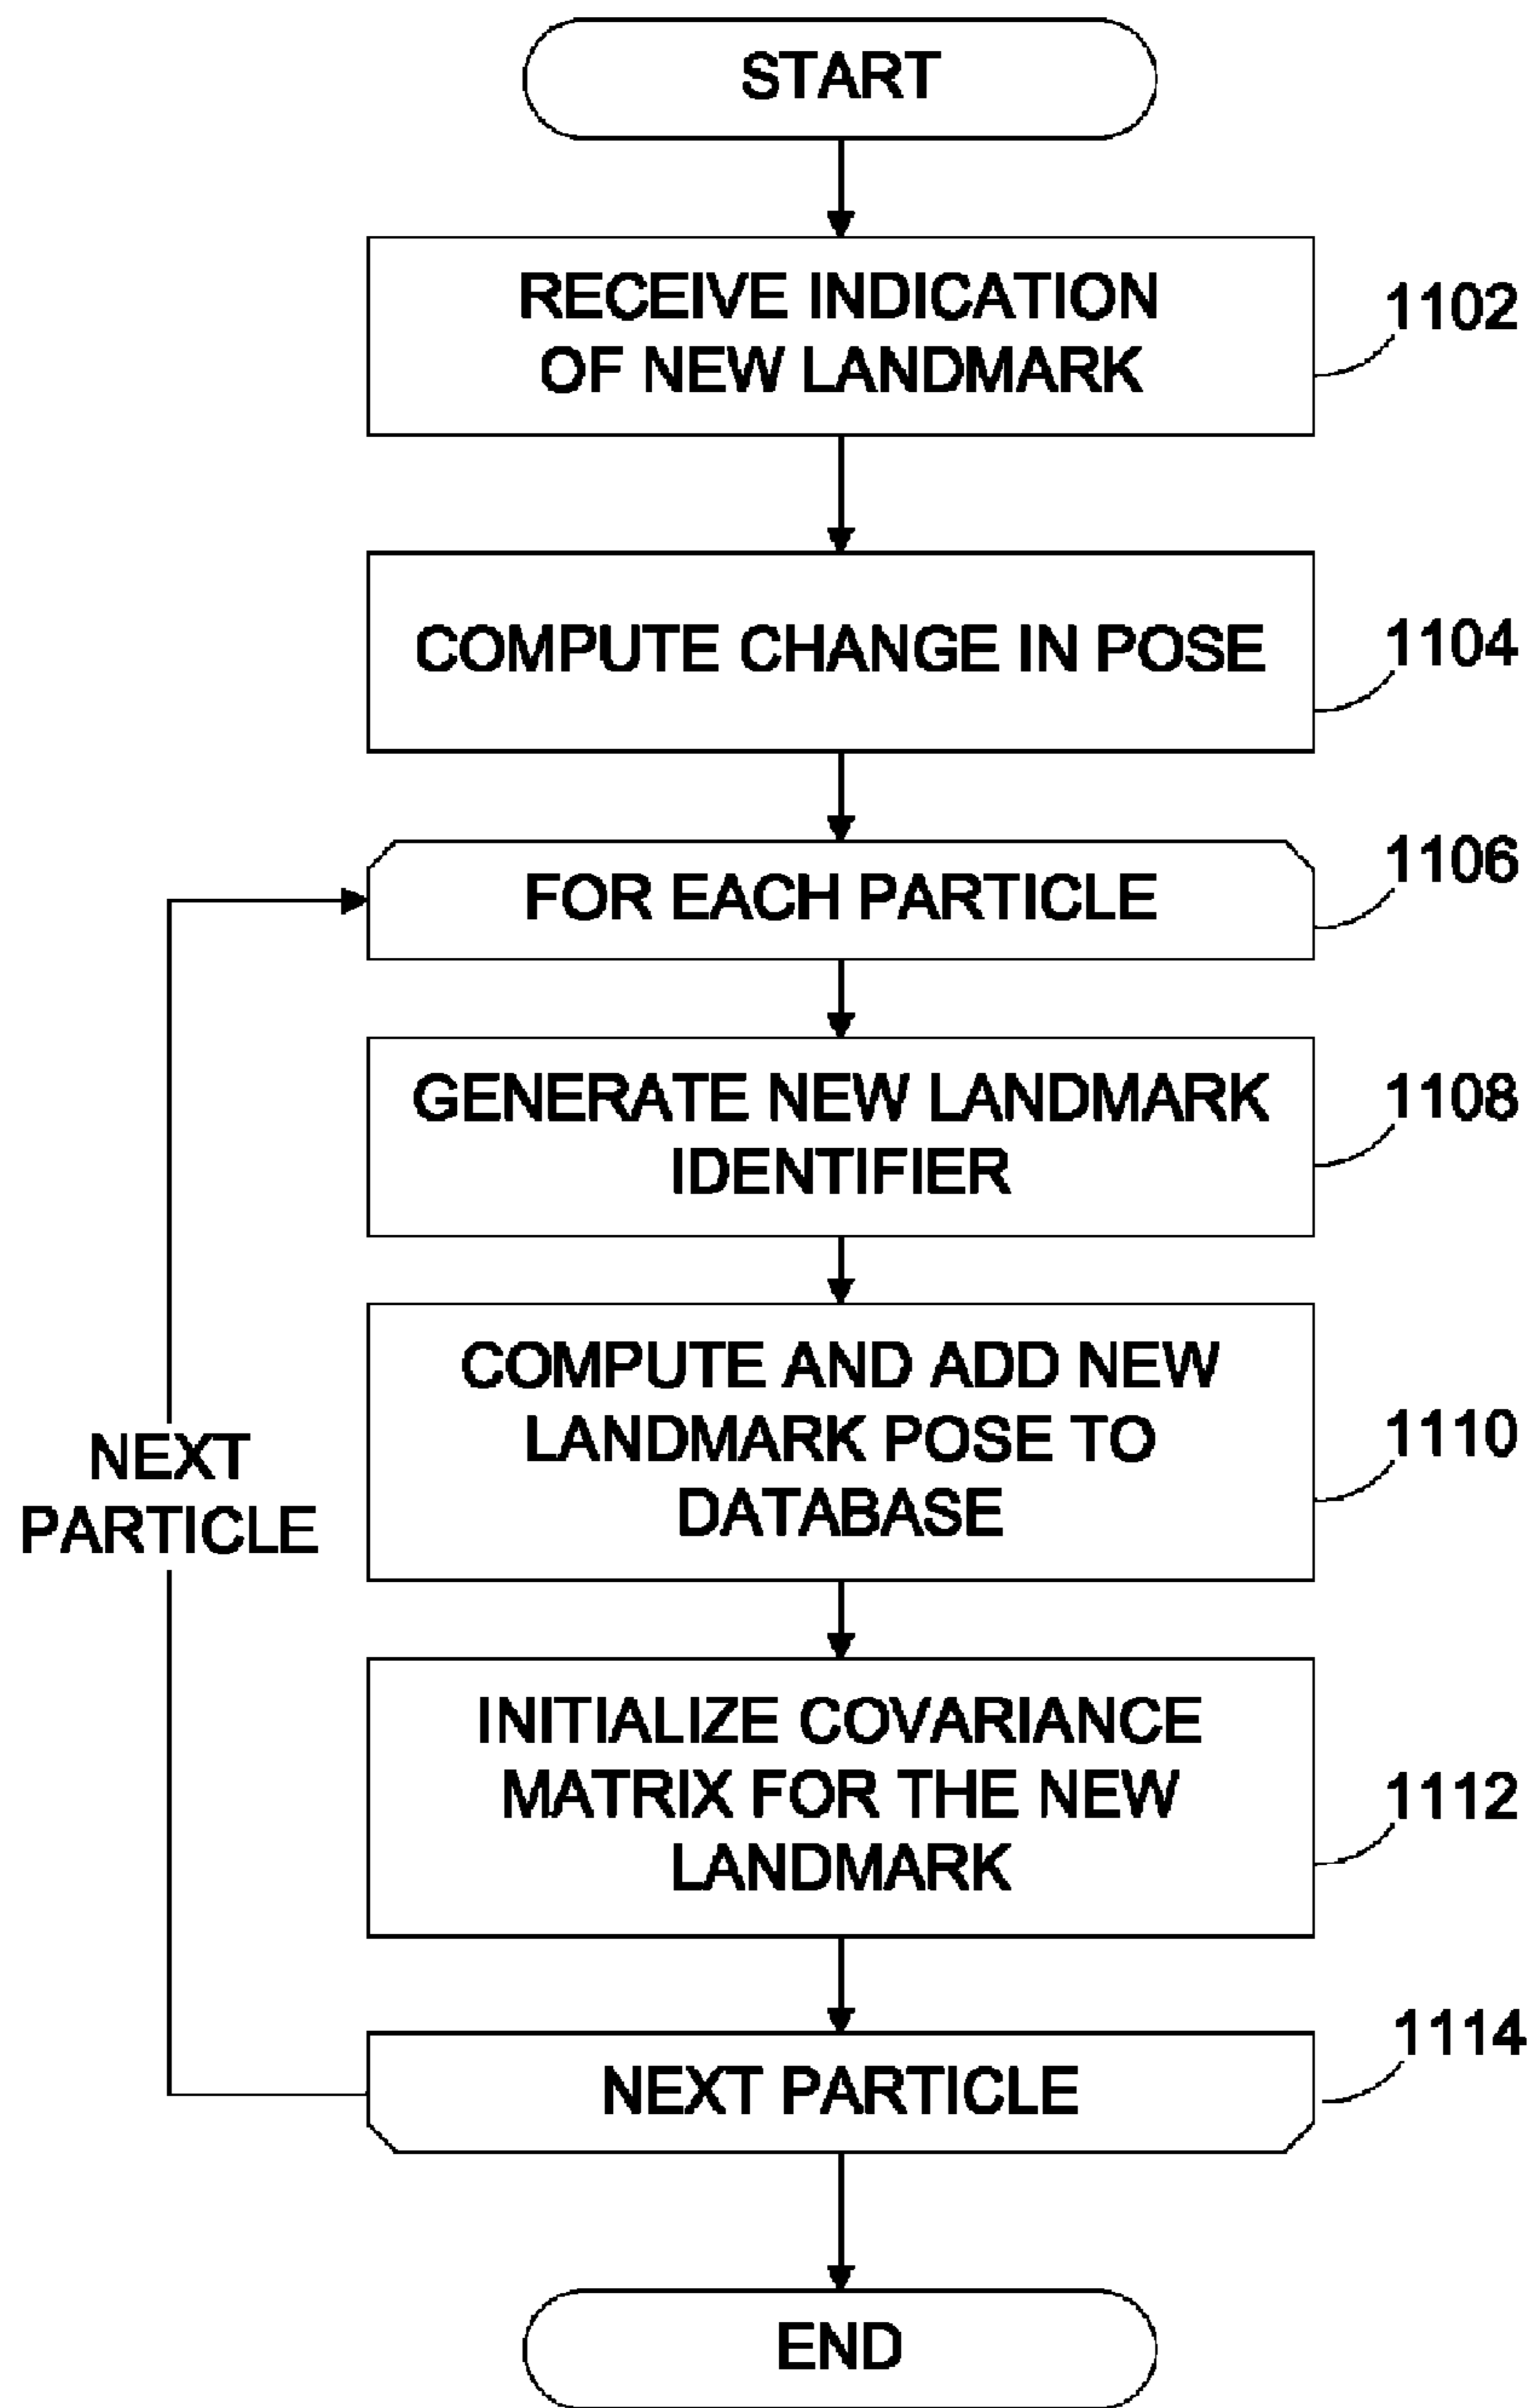 START
RECEIVE INDICATION
OF NEW LANDMARK
1102
COMPUTE CHANGE IN POSE
1104
FOR EACH PARTICLE
1106
GENERATE NEW LANDMARK
IDENTIFIER
1108
COMPUTE AND ADD NEW
LANDMARK POSE TO
DATABASE
1110
NEXT
PARTICLE
INITIALIZE COVARIANCE
MATRIX FOR THE NEW
LANDMARK
1112
NEXT PARTICLE
1114
END